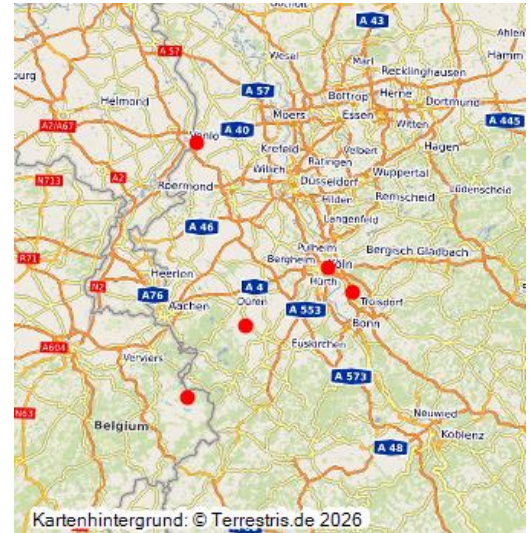 A 43
Bocholt
Ahlen
A 57
Wesel
Marl
Hamm
Recklinghausen
A 57
Bottrop
Herne
Helmond
Dortmund
Moers
Essen
A2/A67
Venlo
A 40
Witten
A 445
Krefeld
Velbert
Hagen
Ratingen
Willich
N713
A2
Düsseldorf
Wuppertal
Roermond
Hilden
Remscheid
Lüdenscheid
Langenfeld
A 46
Pulheim
Bergisch Gladbach
R71
Heerlen
Bergheim
Köln
N2
A76
A 4
Hürth
Aachen
Düren
A 553
Troisdorf
Bonn
A604
Verviers
Euskirchen
A 573
N63
Belgium
Neuwied
Koblenz
A 48
Kartenhintergrund: © Terrestris.de 2026